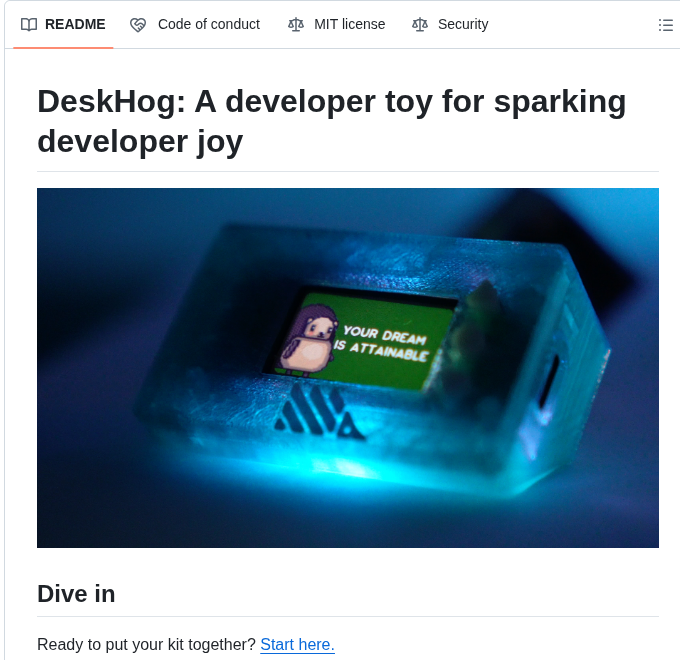 README
Code of conduct
MIT license
Security
DeskHog: A developer toy for sparking
developer joy
YOUR DREAM
IS ATTAINABLE
Dive in
Ready to put your kit together? Start here.